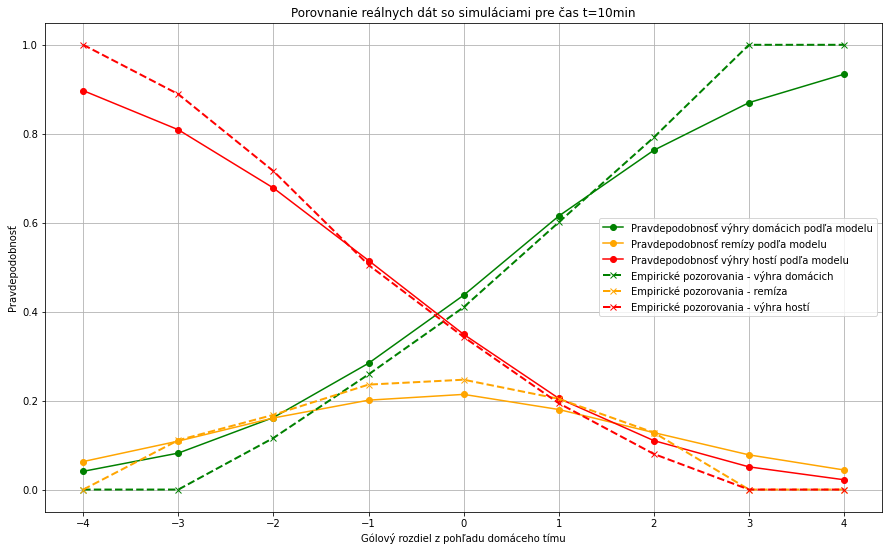 Porovnanie reálnych dát so simuláciami pre čas t=10min
Pravdepodobnosť
1.0
0.8
0.6
0.4
0.2
0.0
Pravdepodobnosť výhry domácich podľa modelu
Pravdepodobnosť remízy podľa modelu
Pravdepodobnosť výhry hostí podľa modelu
Empirické pozorovania - výhra domácich
Empirické pozorovania - remíza
Empirické pozorovania - výhra hostí
−4 −3 −2 −1 0 1 2 3 4
Gólový rozdiel z pohľadu domáceho tímu